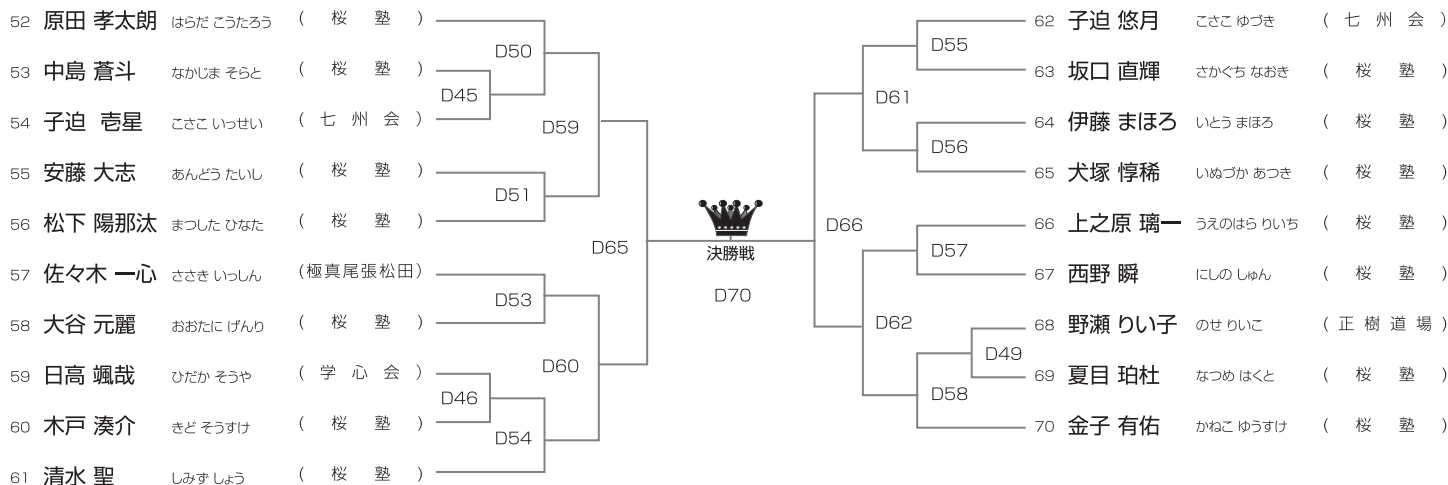 52 原田 孝太朗 はらだ こうたろう ( 桜 塾 )
53 中島 蒼斗 なかじま そらと ( 桜 塾 )
54 子迫 壱星 こさこ いっせい ( 七 州 会 )
55 安藤 大志 あんどう たいし ( 桜 塾 )
56 松下 陽那汰 まつした ひなた ( 桜 塾 )
57 佐々木 一心 ささき いっしん (極真尾張松田)
58 大谷 元麗 おおたに げんり ( 桜 塾 )
59 日高 颯哉 ひだか そうや ( 学 心 会 )
60 木戸 湊介 きど そうすけ ( 桜 塾 )
61 清水 聖 しみず しょう ( 桜 塾 )
D50
D45
D59
D51
D65
D53
D60
D46
D54
決勝戦
D70
D55
D61
D56
D66
D57
D62
D49
D58
62 子迫 悠月 こさこ ゆづき ( 七 州 会 )
63 坂口 直輝 さかぐち なおき ( 桜 塾 )
64 伊藤 まほろ いとう まほろ ( 桜 塾 )
65 犬塚 惇稀 いぬづか あつき ( 桜 塾 )
66 上之原 璃一 うえのはら りいち ( 桜 塾 )
67 西野 瞬 にしの しゅん ( 桜 塾 )
68 野瀬 りい子 のせ りいこ ( 正 樹 道 場 )
69 夏目 珀杜 なつめ はくと ( 桜 塾 )
70 金子 有佑 かねこ ゆうすけ ( 桜 塾 )